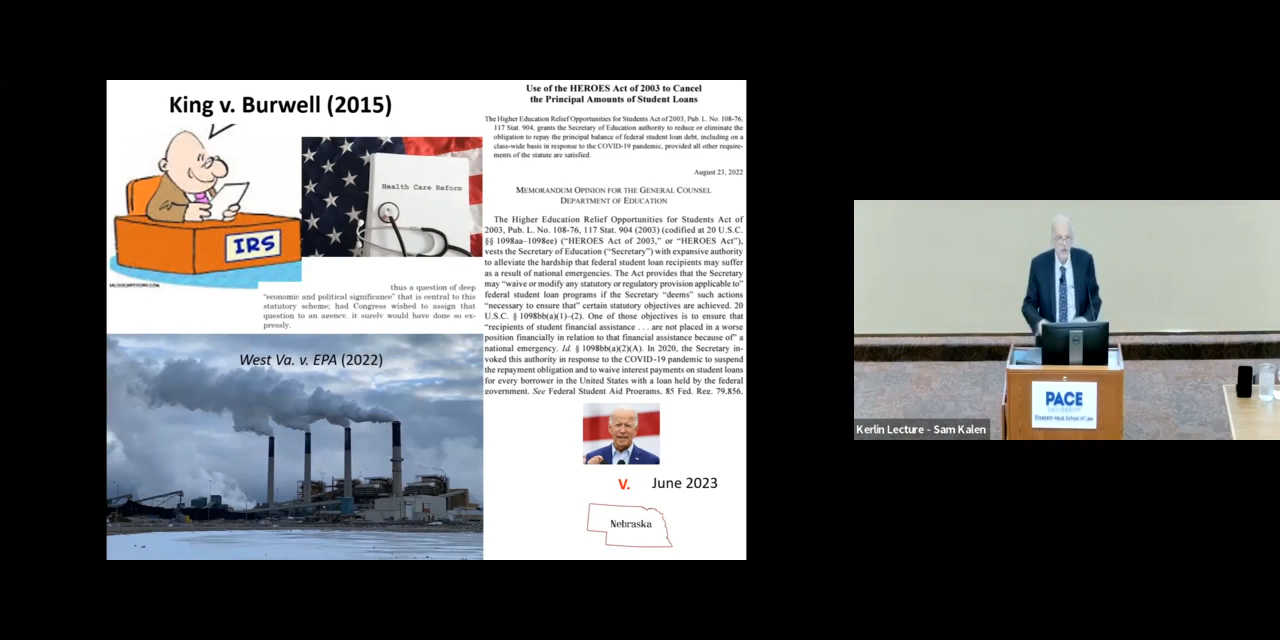 King v. Burwell (2015)
IRS
Health Care Reform
thus a question of deep
“economic and political significance” that is central to this
statutory scheme; had Congress wished to assign that
question to an agency, it surely would have done so ex-
pressly.
West Va. v. EPA (2022)
Use of the HEROES Act of 2003 to Cancel
the Principal Amounts of Student Loans
The Higher Education Relief Opportunities for Students Act of 2003, Pub. L. No. 108-76,
117 Stat. 904, grants the Secretary of Education authority to reduce or eliminate the
obligation to repay the principal balance of federal student loan debt, including on a
class-wide basis in response to the COVID-19 pandemic, provided all other require-
ments of the statute are satisfied.
August 23, 2022
MEMORANDUM OPINION FOR THE GENERAL COUNSEL
DEPARTMENT OF EDUCATION
The Higher Education Relief Opportunities for Students Act of
2003, Pub. L. No. 108-76, 117 Stat. 904 (2003) (codified at 20 U.S.C.
§§ 1098aa–1098ee) (“HEROES Act of 2003,” or “HEROES Act”),
vests the Secretary of Education (“Secretary”) with expansive authority
to alleviate the hardship that federal student loan recipients may suffer
as a result of national emergencies. The Act provides that the Secretary
may “waive or modify any statutory or regulatory provision applicable to”
federal student loan programs if the Secretary “deems” such actions
“necessary to ensure that” certain statutory objectives are achieved. 20
U.S.C. § 1098bb(a)(1)–(2). One of those objectives is to ensure that
“recipients of student financial assistance . . . are not placed in a worse
position financially in relation to that financial assistance because of” a
national emergency. Id. § 1098bb(a)(2)(A). In 2020, the Secretary in-
voked this authority in response to the COVID-19 pandemic to suspend
the repayment obligation and to waive interest payments on student loans
for every borrower in the United States with a loan held by the federal
government. See Federal Student Aid Programs, 85 Fed. Reg. 79,856,
v.
June 2023
Nebraska
PACE
UNIVERSITY
Elisabeth Haub School of Law
Kerlin Lecture - Sam Kalen